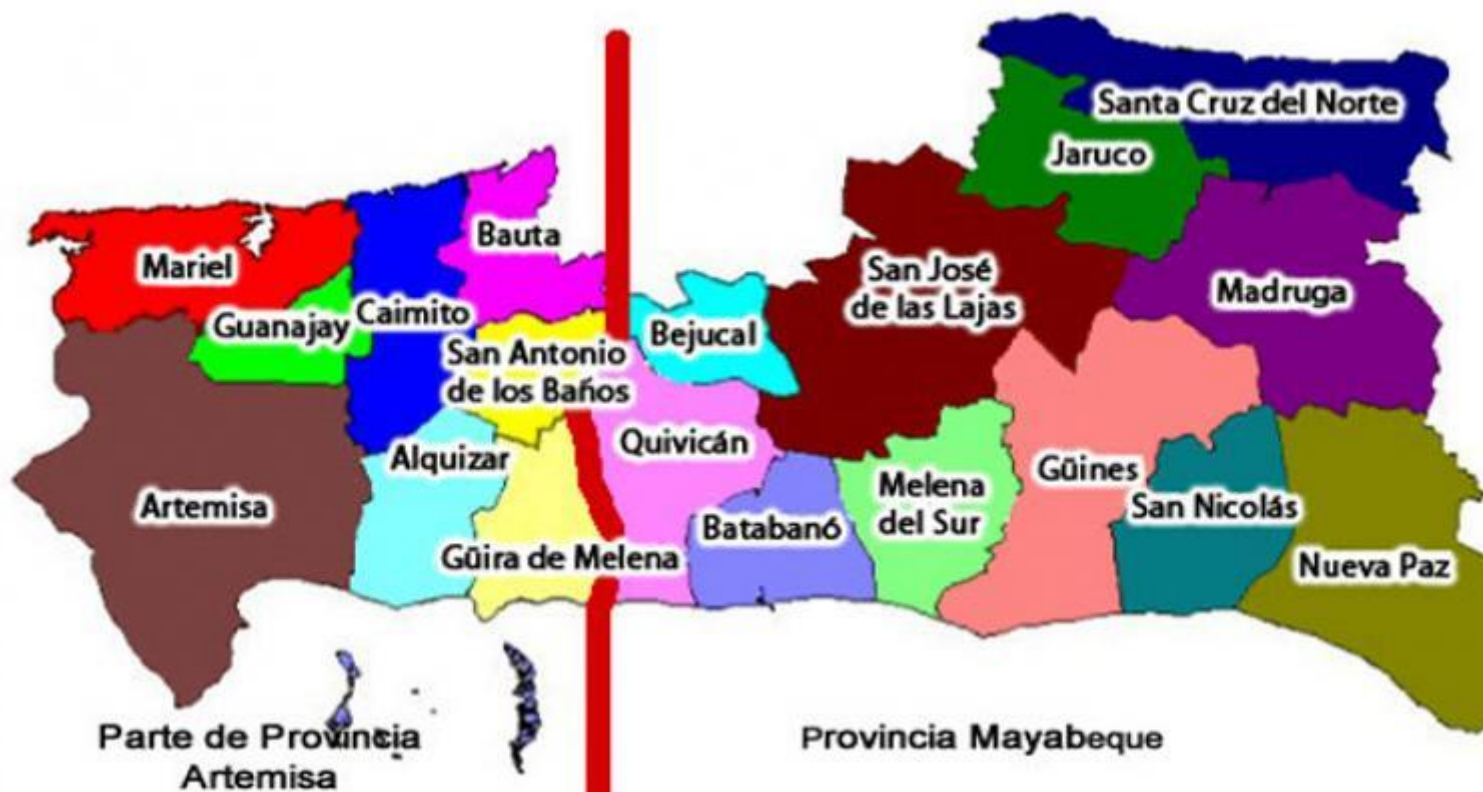 Santa Cruz del Norte
Jaruco
Bauta
Mariel
San José
de las Lajas
Madruga
Guanajay
Caimito
Bejucal
San Antonio
de los Baños
Quivicán
Alquizar
Artemisa
Melena
del Sur
Güines
San Nicolás
Batabanó
Güira de Melena
Nueva Paz
Parte de Provincia
Artemisa
Provincia Mayabeque